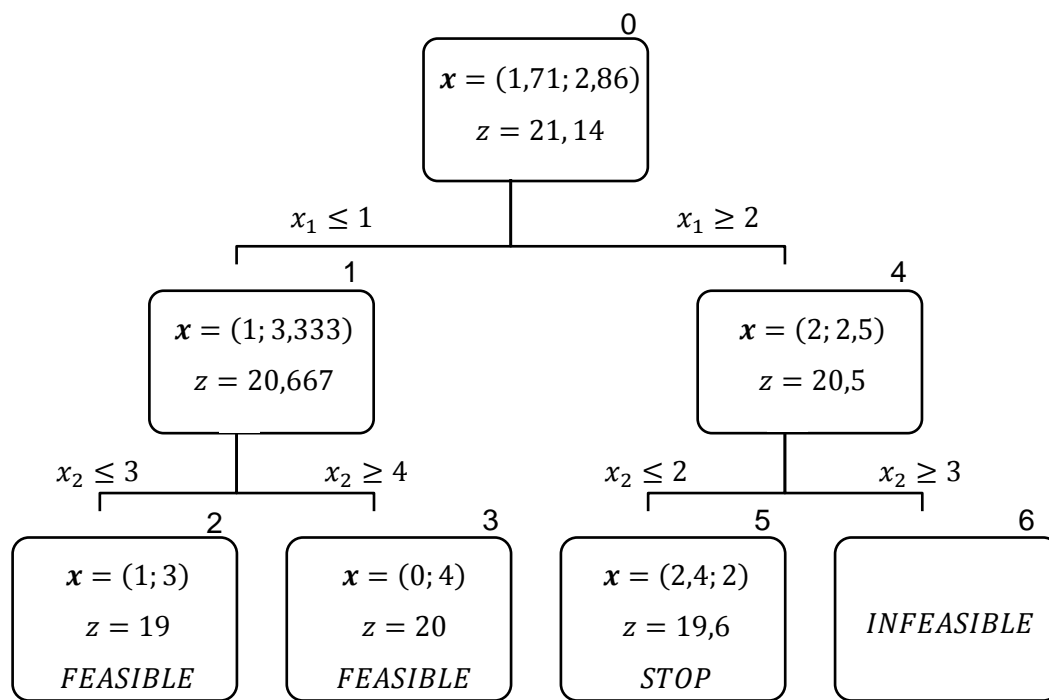 0
𝒙 = (1,71; 2,86)
z = 21, 14
x₁ ≤ 1
x₁ ≥ 2
1
𝒙 = (1; 3,333)
z = 20,667
4
𝒙 = (2; 2,5)
z = 20,5
x₂ ≤ 3
x₂ ≥ 4
x₂ ≤ 2
x₂ ≥ 3
2
𝒙 = (1; 3)
z = 19
FEASIBLE
3
𝒙 = (0; 4)
z = 20
FEASIBLE
5
𝒙 = (2,4; 2)
z = 19,6
STOP
6
INFEASIBLE